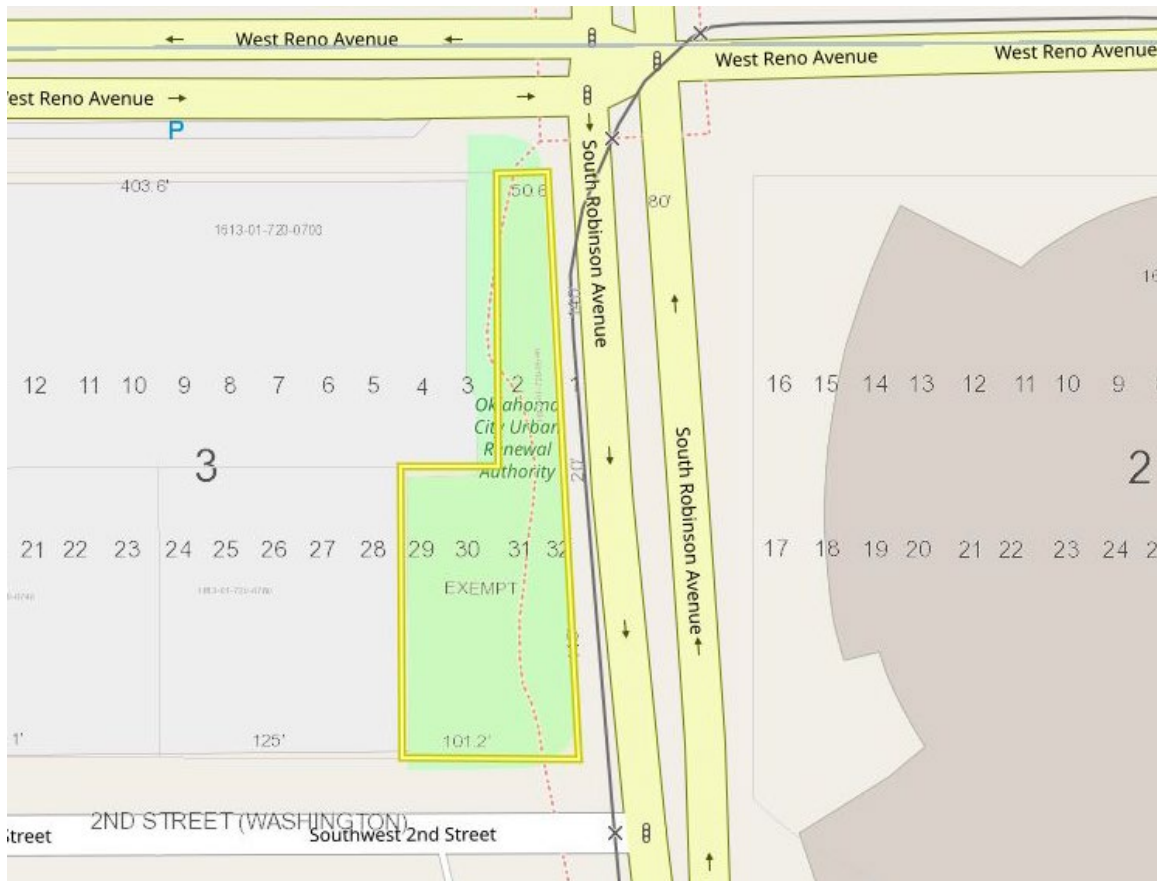 West Reno Avenue
West Reno Avenue
West Reno Avenue
est Reno Avenue
P
403.6'
50.6
80'
1613-01-720-0700
South Robinson Avenue
12 11 10 9 8 7 6 5 4 3 2 1
16 15 14 13 12 11 10 9
Oklahoma
City Urban
Renewal
Authority
20'
3
2
South Robinson Avenue
21 22 23 24 25 26 27 28 29 30 31 32
17 18 19 20 21 22 23 24 2
EXEMPT
1'
125'
101.2'
2ND STREET (WASHINGTON)
Street
Southwest 2nd Street